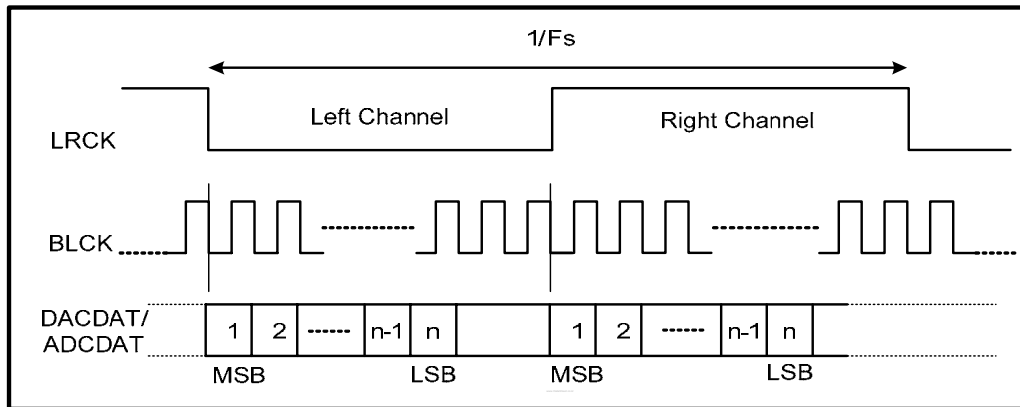 1/Fs
Left Channel
Right Channel
LRCK
BLCK
DACDAT/
ADCDAT
1 2 n-1 n 1 2 n-1 n
MSB LSB MSB LSB